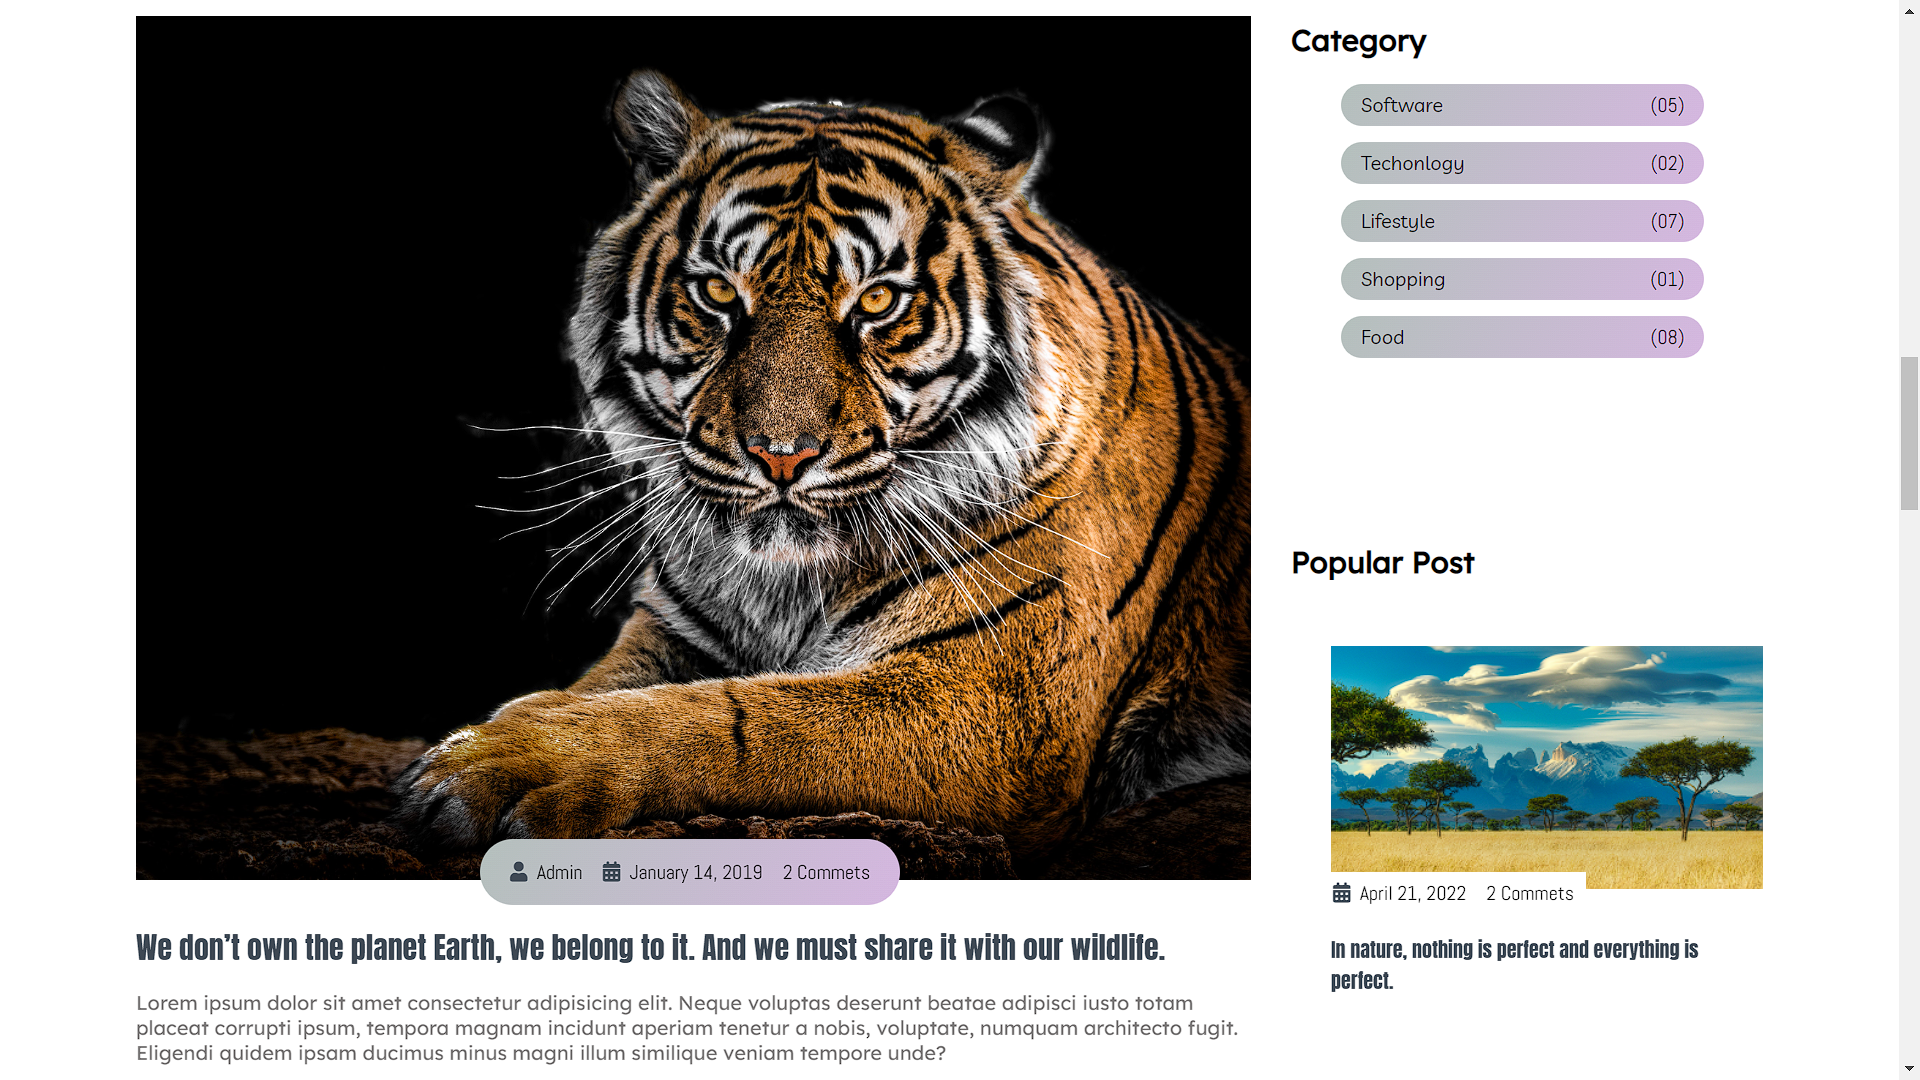 Category
Software (05)
Techonlogy (02)
Lifestyle (07)
Shopping (01)
Food (08)
Popular Post
Admin January 14, 2019 2 Commets
We don’t own the planet Earth, we belong to it. And we must share it with our wildlife.
Lorem ipsum dolor sit amet consectetur adipisicing elit. Neque voluptas deserunt beatae adipisci iusto totam
placeat corrupti ipsum, tempora magnam incidunt aperiam tenetur a nobis, voluptate, numquam architecto fugit.
Eligendi quidem ipsam ducimus minus magni illum similique veniam tempore unde?
April 21, 2022 2 Commets
In nature, nothing is perfect and everything is
perfect.